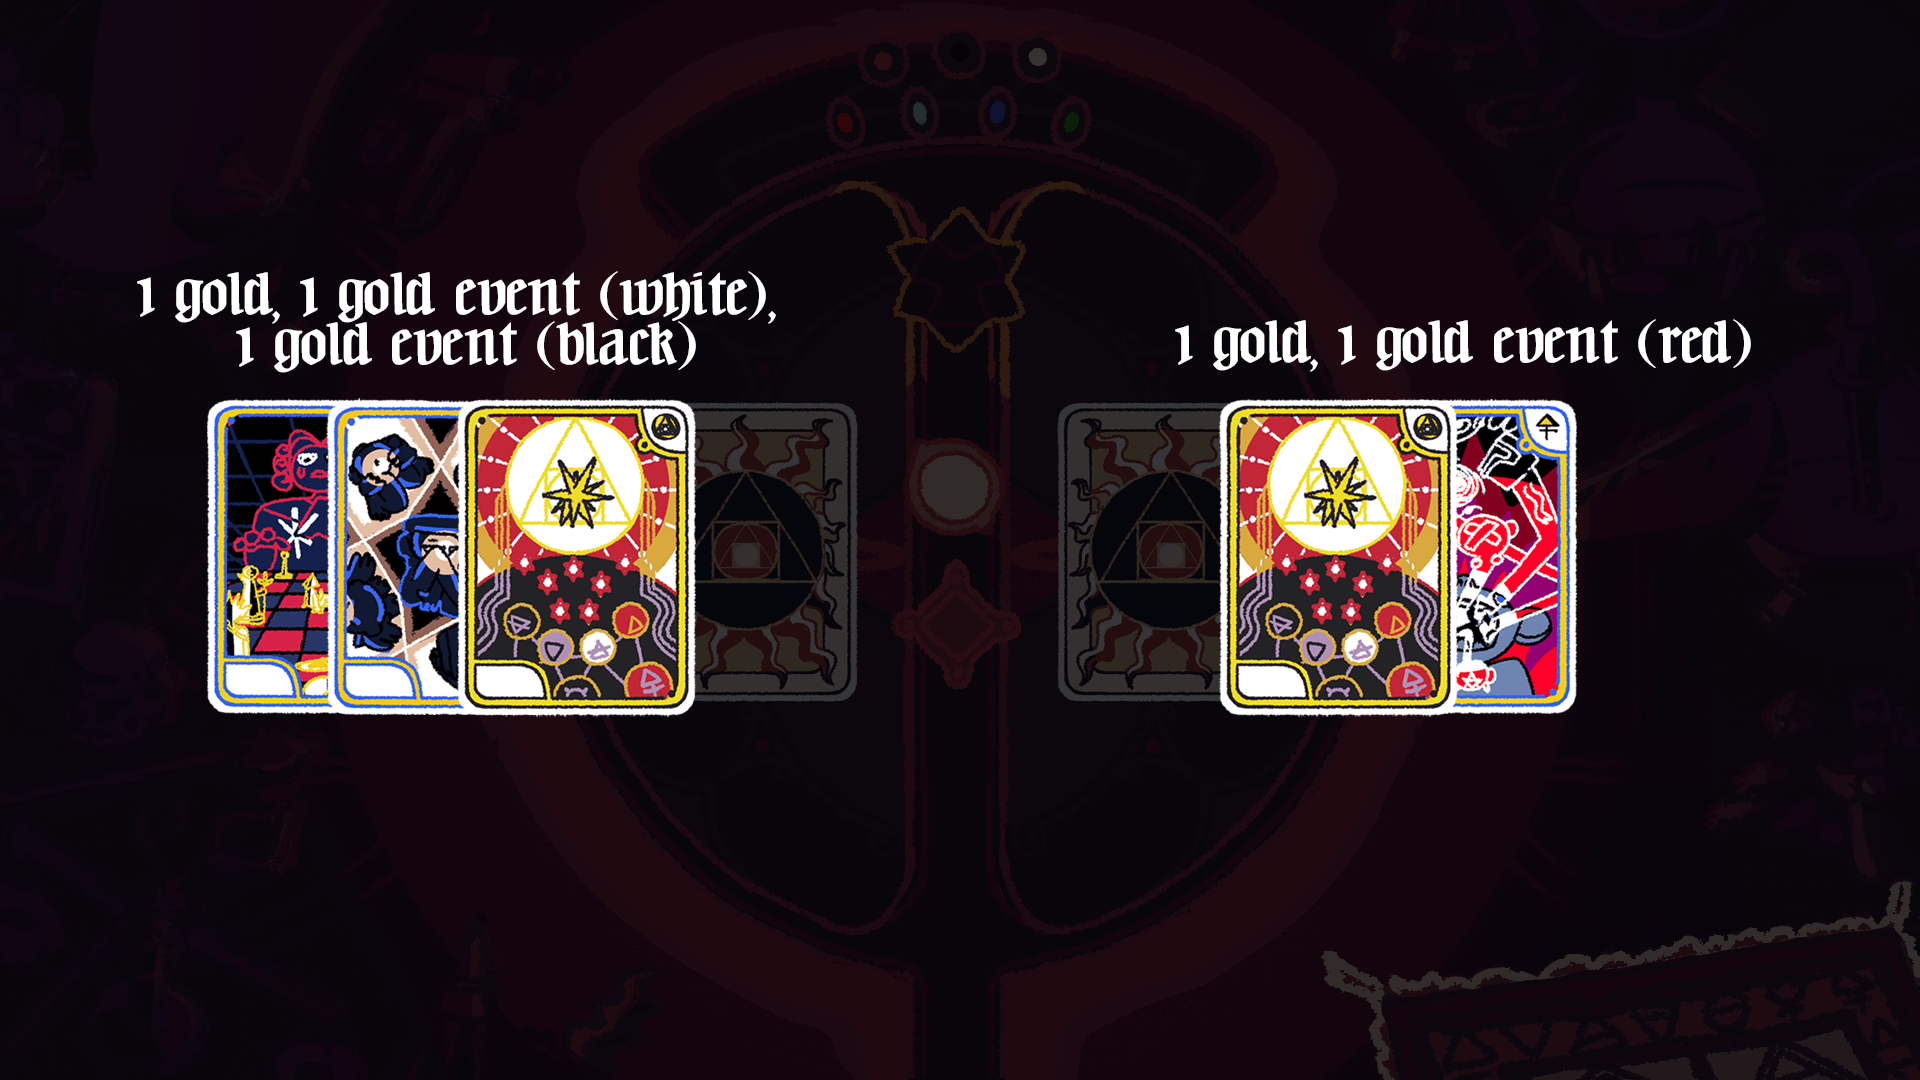 1 gold, 1 gold event (white),
1 gold event (black)
1 gold, 1 gold event (red)